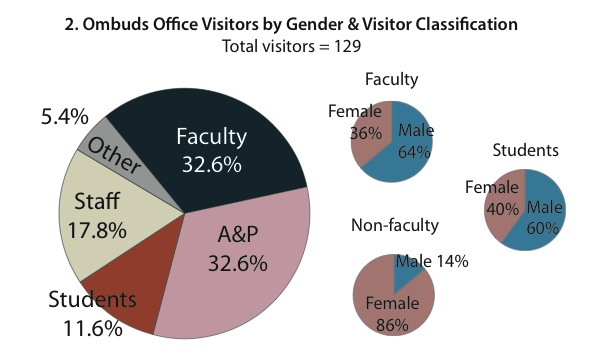 2. Ombuds Office Visitors by Gender & Visitor Classification
Total visitors = 129
5.4%
Other
Faculty
32.6%
Staff
17.8%
A&P
32.6%
Students
11.6%
Faculty
Female
36%
Male
64%
Students
Female
40%
Male
60%
Non-faculty
Male 14%
Female
86%